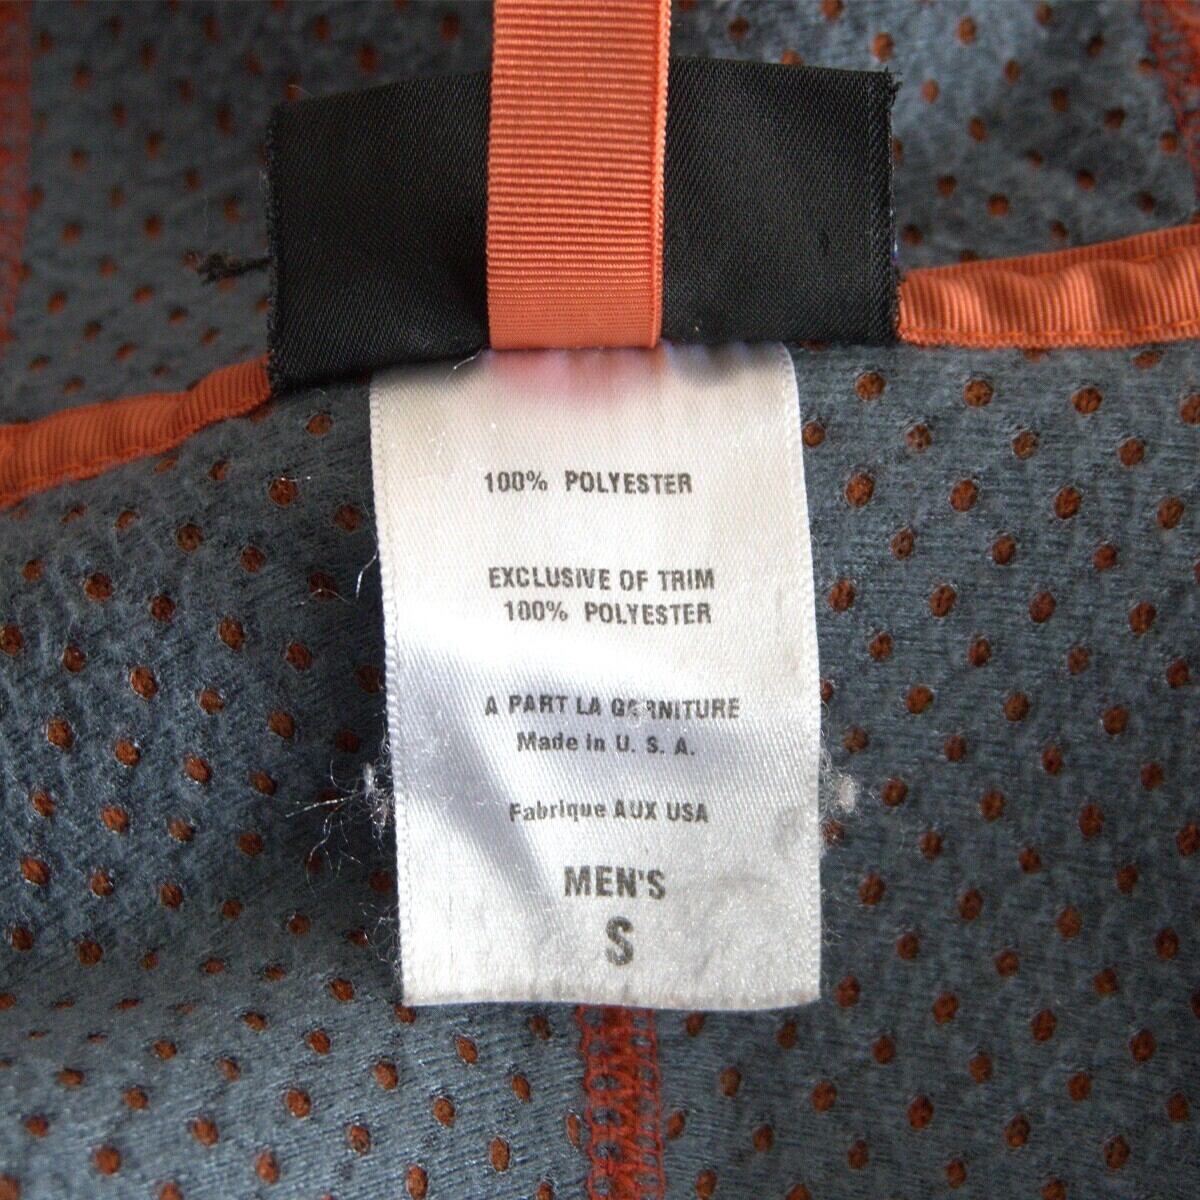 100% POLYESTER
EXCLUSIVE OF TRIM
100% POLYESTER
A PART LA GARNITURE
Made in U. S. A.
Fabrique AUX USA
MEN'S
S